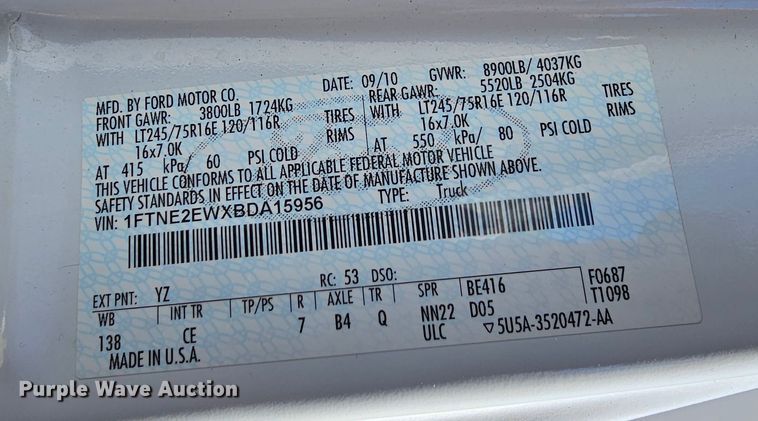 MFD. BY FORD MOTOR CO. DATE: 09/10 GVWR: 8900LB/ 4037KG
FRONT GAWR: 3800LB 1724KG REAR GAWR: 5520LB 2504KG
WITH LT245/75R16E 120/116R TIRES WITH LT245/75R16E 120/116R TIRES
16x7.0K RIMS 16x7.0K RIMS
AT 415 kPa/ 60 PSI COLD AT 550 kPa/ 80 PSI COLD
THIS VEHICLE CONFORMS TO ALL APPLICABLE FEDERAL MOTOR VEHICLE
SAFETY STANDARDS IN EFFECT ON THE DATE OF MANUFACTURE SHOWN ABOVE.
VIN: 1FTNE2EWXBDA15956 TYPE: Truck
EXT PNT: YZ RC: 53 DSO:
WB INT TR TP/PS R AXLE TR SPR BE416 F0687
138 CE 7 B4 Q NN22 D05 T1098
ULC ▽5U5A-3520472-AA
MADE IN U.S.A.
Purple Wave Auction